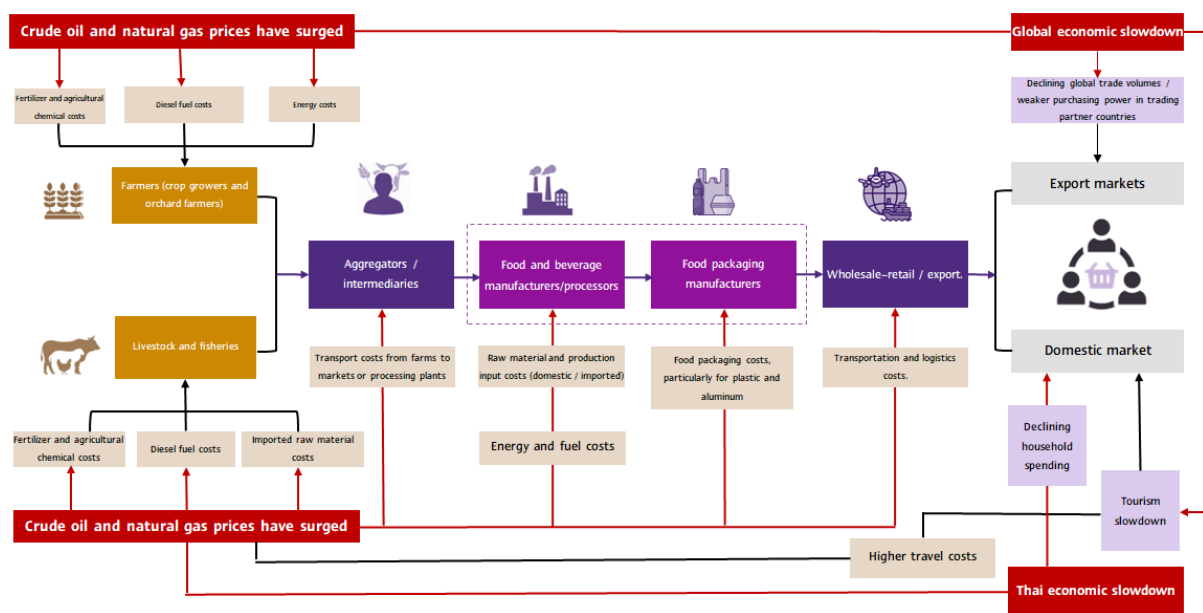 Crude oil and natural gas prices have surged
Global economic slowdown
Fertilizer and agricultural
chemical costs
Diesel fuel costs
Energy costs
Declining global trade volumes /
weaker purchasing power in trading
partner countries
Farmers (crop growers and
orchard farmers)
Export markets
Aggregators /
intermediaries
Food and beverage
manufacturers/processors
Food packaging
manufacturers
Wholesale–retail / export.
Livestock and fisheries
Domestic market
Transport costs from farms to
markets or processing plants
Raw material and production
input costs (domestic / imported)
Food packaging costs,
particularly for plastic and
aluminum
Transportation and logistics
costs.
Fertilizer and agricultural
chemical costs
Diesel fuel costs
Imported raw material
costs
Energy and fuel costs
Declining
household
spending
Tourism
slowdown
Crude oil and natural gas prices have surged
Higher travel costs
Thai economic slowdown